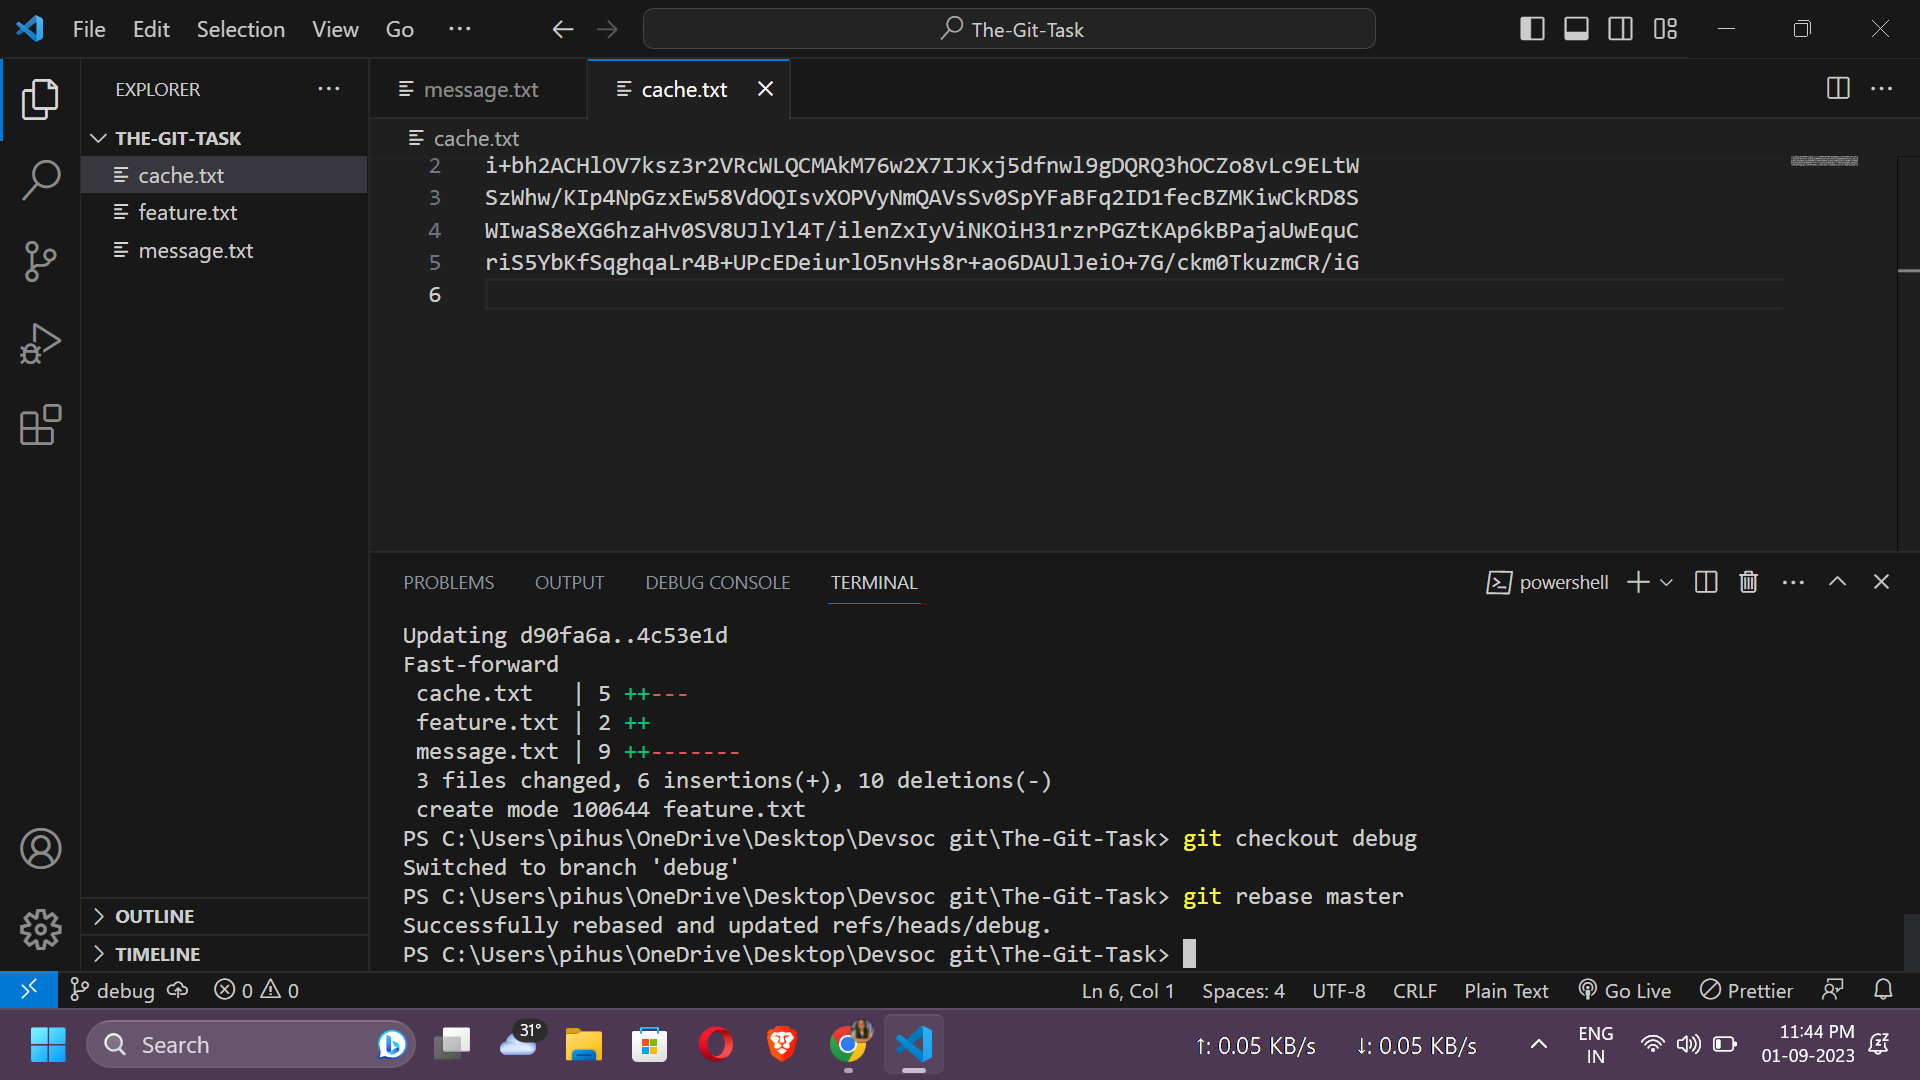 File Edit Selection View Go ··· The-Git-Task
EXPLORER ···
THE-GIT-TASK
cache.txt
feature.txt
message.txt
OUTLINE
TIMELINE
message.txt cache.txt
cache.txt
2 i+bh2ACHlOV7ksz3r2VRcWLQCMAkM76w2X7IJKxj5dfnwl9gDQRQ3hOCZo8vLc9ELtW
3 SzWhw/KIp4NpGzxEw58VdOQIsvXOPVyNmQAVsSv0SpYFaBFq2ID1fecBZMKiwCkRD8S
4 WIwaS8eXG6hzaHv0SV8UJlYl4T/ilenZxIyViNKOiH31rzrPGZtKAp6kBPajaUwEquC
5 riS5YbKfSqghqaLr4B+UPcEDeiurlO5nvHs8r+ao6DAUlJeiO+7G/ckm0TkuzmCR/iG
6
PROBLEMS OUTPUT DEBUG CONSOLE TERMINAL powershell
Updating d90fa6a..4c53e1d
Fast-forward
cache.txt | 5 ++---
feature.txt | 2 ++
message.txt | 9 ++-------
3 files changed, 6 insertions(+), 10 deletions(-)
create mode 100644 feature.txt
PS C:\Users\pihus\OneDrive\Desktop\Devsoc git\The-Git-Task> git checkout debug
Switched to branch 'debug'
PS C:\Users\pihus\OneDrive\Desktop\Devsoc git\The-Git-Task> git rebase master
Successfully rebased and updated refs/heads/debug.
PS C:\Users\pihus\OneDrive\Desktop\Devsoc git\The-Git-Task>
debug 0 0 Ln 6, Col 1 Spaces: 4 UTF-8 CRLF Plain Text Go Live Prettier
Search 31° ↑: 0.05 KB/s ↓: 0.05 KB/s ENG 11:44 PM
IN 01-09-2023